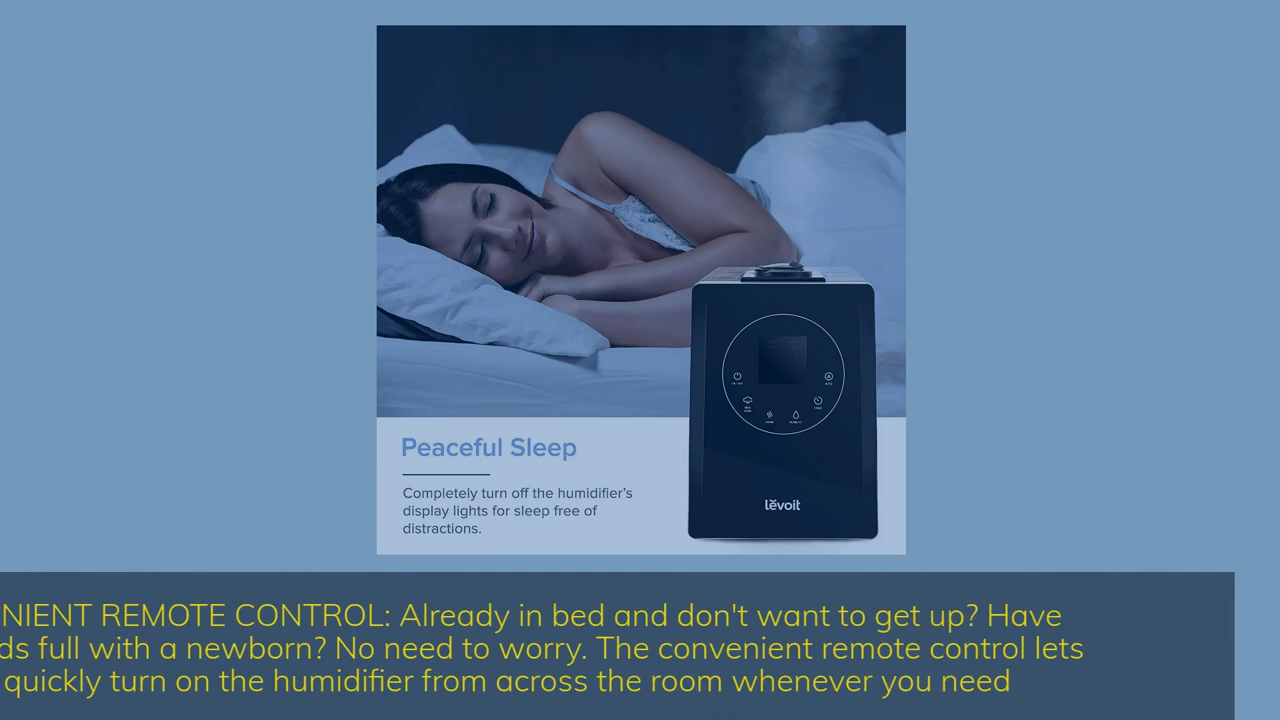 Peaceful Sleep
Completely turn off the humidifier's
display lights for sleep free of
distractions.
levoit
NIENT REMOTE CONTROL: Already in bed and don't want to get up? Have
ds full with a newborn? No need to worry. The convenient remote control lets
quickly turn on the humidifier from across the room whenever you need